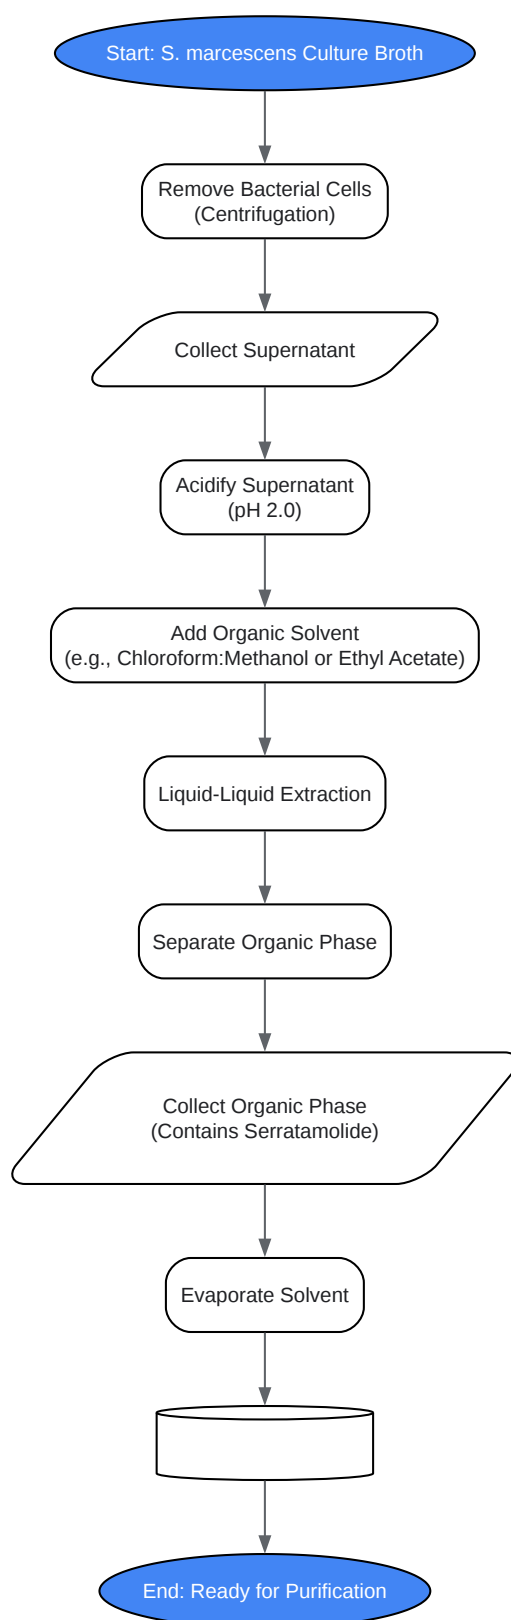 Start: S. marcescens Culture Broth
Remove Bacterial Cells
(Centrifugation)
Collect Supernatant
Acidify Supernatant
(pH 2.0)
Add Organic Solvent
(e.g., Chloroform:Methanol or Ethyl Acetate)
Liquid-Liquid Extraction
Separate Organic Phase
Collect Organic Phase
(Contains Serratamolide)
Evaporate Solvent
End: Ready for Purification